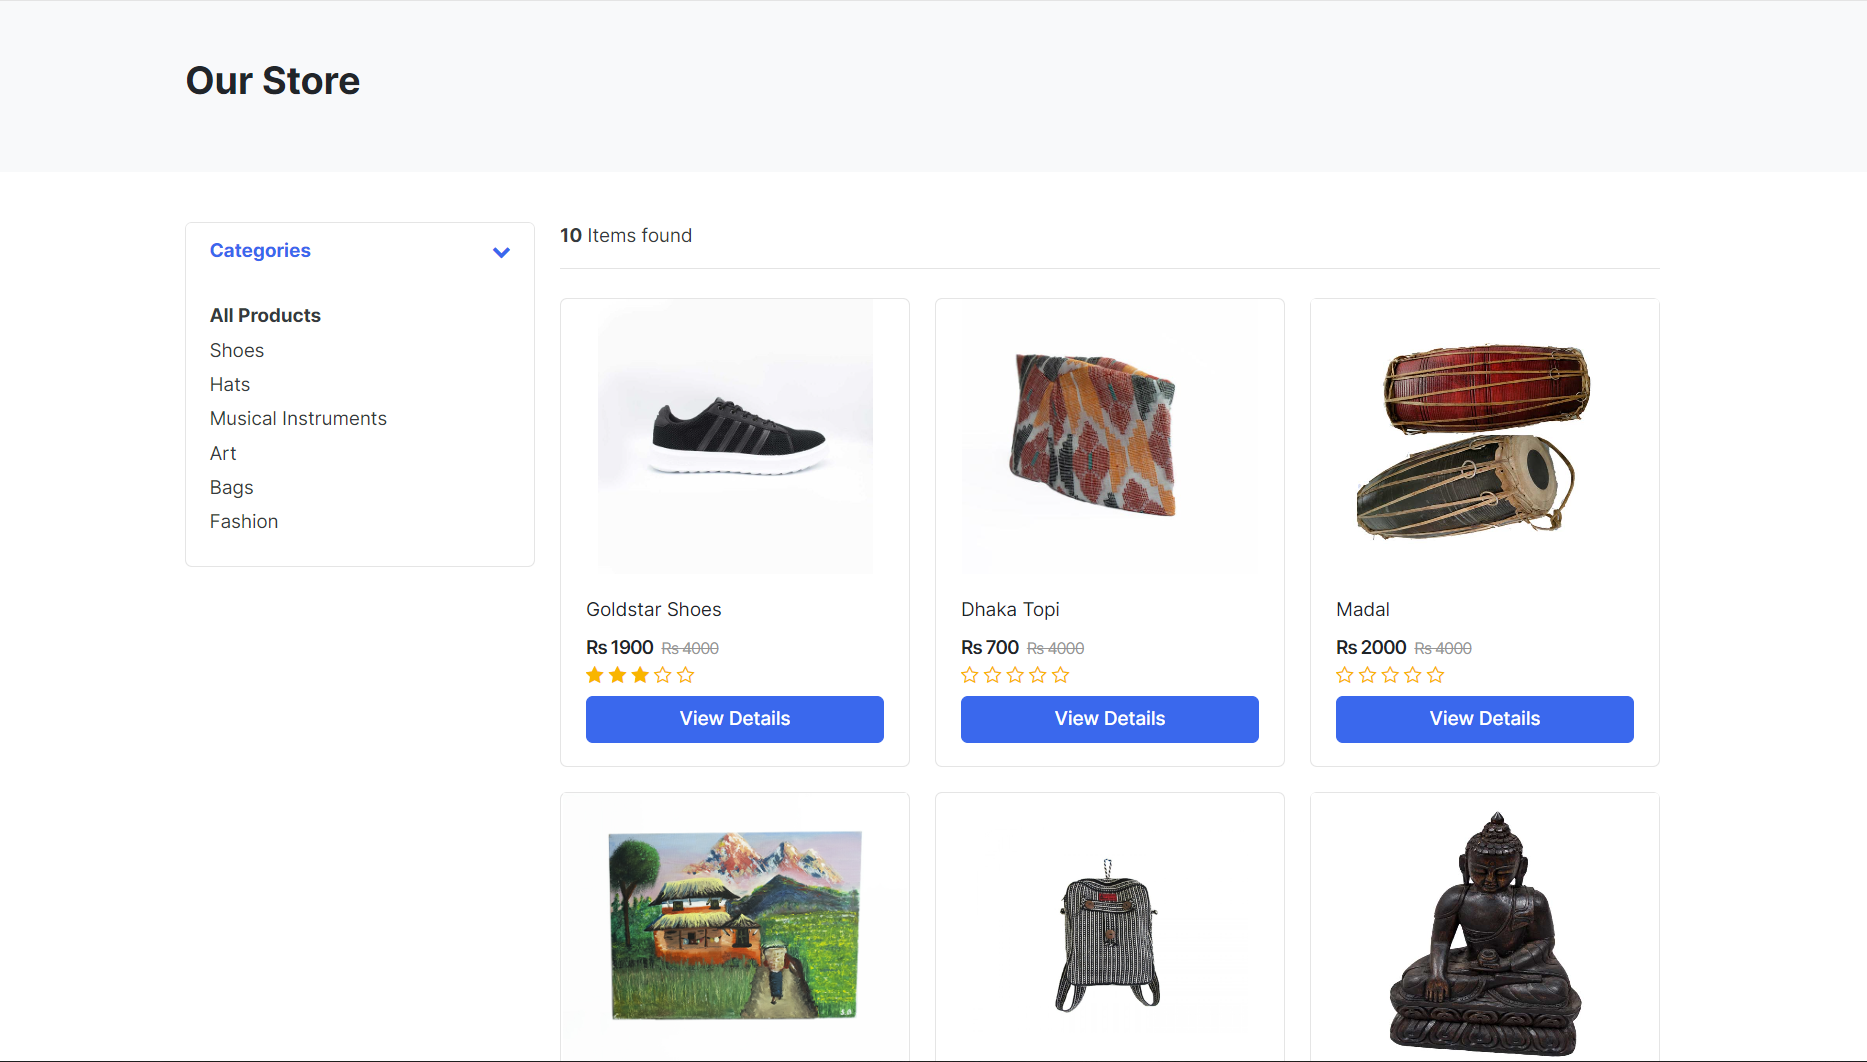 Our Store
Categories
All Products
Shoes
Hats
Musical Instruments
Art
Bags
Fashion
10 Items found
Goldstar Shoes
Rs 1900 Rs 4000
View Details
Dhaka Topi
Rs 700 Rs 4000
View Details
Madal
Rs 2000 Rs 4000
View Details